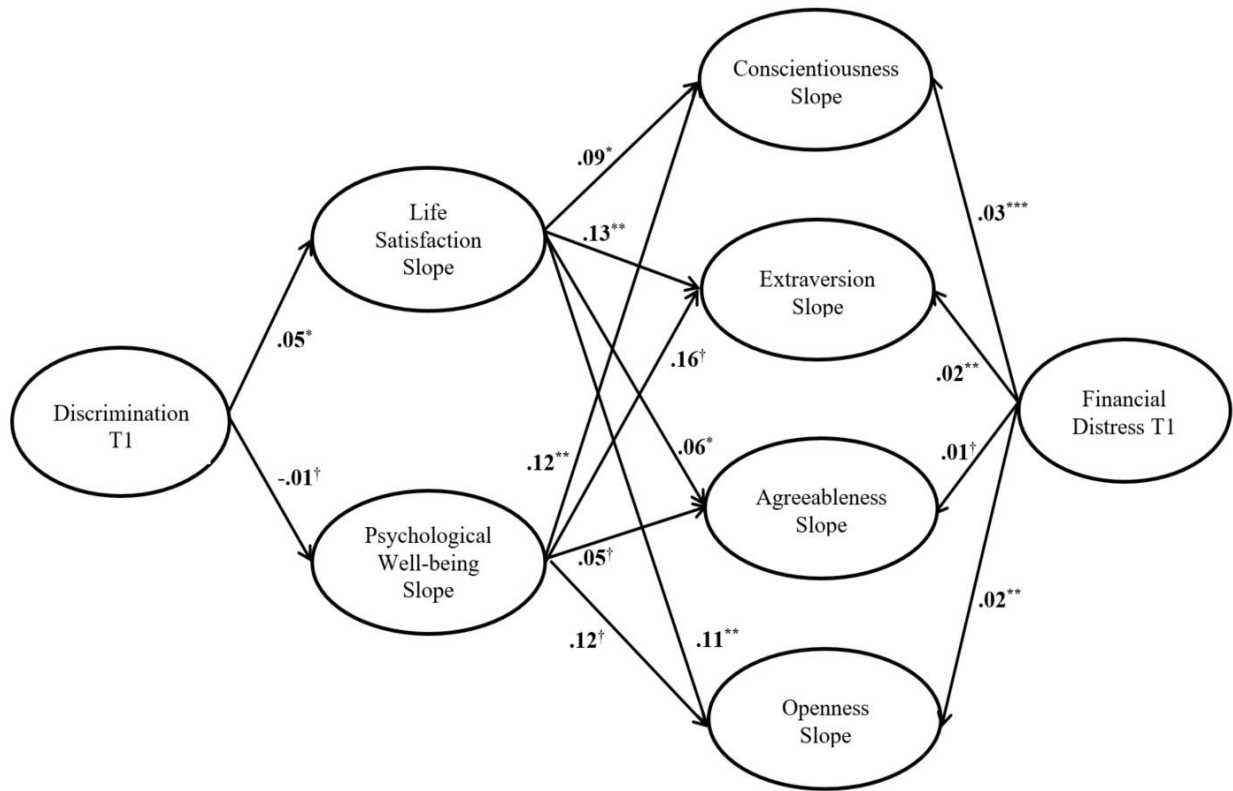 Conscientiousness
Slope
.09*
Life
Satisfaction
Slope
.13**
.03***
Extraversion
Slope
.05*
.16†
.02**
Discrimination
T1
Financial
Distress T1
.12**
.06*
.01†
-.01†
Agreeableness
Slope
Psychological
Well-being
Slope
.05†
.02**
.12†
.11**
Openness
Slope